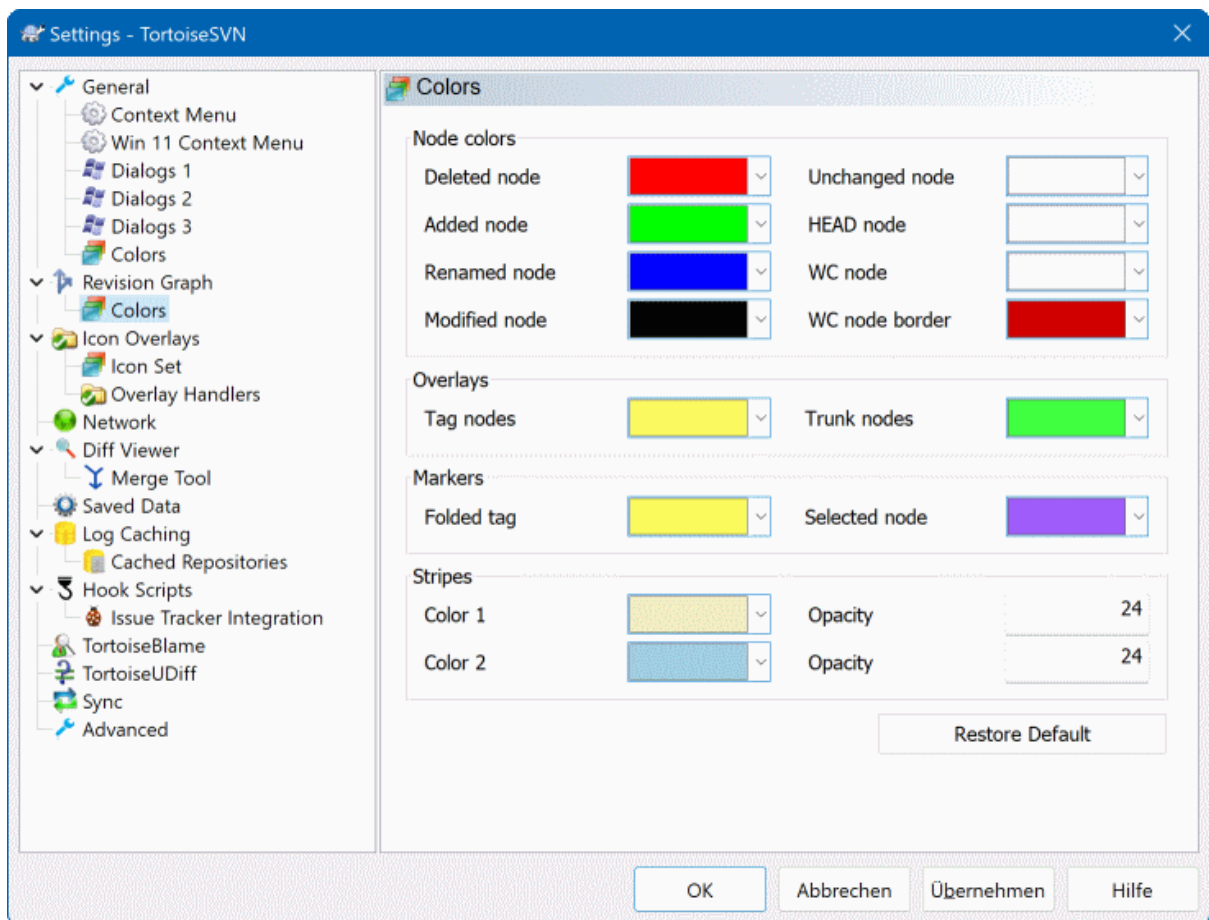 Settings - TortoiseSVN
General
Context Menu
Win 11 Context Menu
Dialogs 1
Dialogs 2
Dialogs 3
Colors
Revision Graph
Colors
Icon Overlays
Icon Set
Overlay Handlers
Network
Diff Viewer
Merge Tool
Saved Data
Log Caching
Cached Repositories
Hook Scripts
Issue Tracker Integration
TortoiseBlame
TortoiseUDiff
Sync
Advanced
Colors
Node colors
Deleted node Unchanged node
Added node HEAD node
Renamed node WC node
Modified node WC node border
Overlays
Tag nodes Trunk nodes
Markers
Folded tag Selected node
Stripes
Color 1 Opacity 24
Color 2 Opacity 24
Restore Default
OK Abbrechen Übernehmen Hilfe